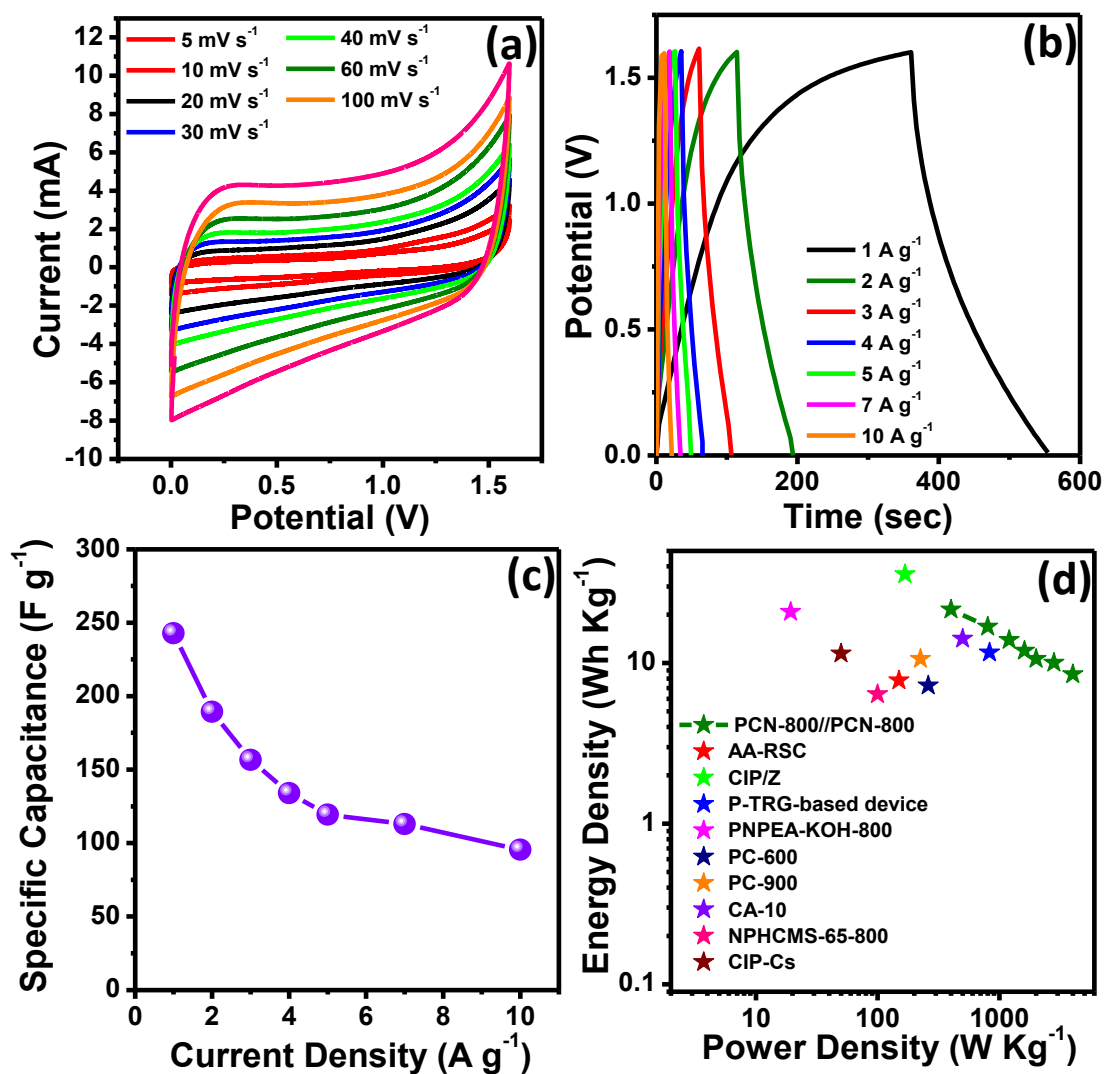 (a)
5 mV s⁻¹
10 mV s⁻¹
20 mV s⁻¹
30 mV s⁻¹
40 mV s⁻¹
60 mV s⁻¹
100 mV s⁻¹
12
10
8
6
4
2
0
-2
-4
-6
-8
-10
Current (mA)
0.0 0.5 1.0 1.5
Potential (V)
(b)
1.5
1.0
0.5
0.0
Potential (V)
1 A g⁻¹
2 A g⁻¹
3 A g⁻¹
4 A g⁻¹
5 A g⁻¹
7 A g⁻¹
10 A g⁻¹
0 200 400 600
Time (sec)
(c)
300
250
200
150
100
50
0
Specific Capacitance (F g⁻¹)
0 2 4 6 8 10
Current Density (A g⁻¹)
(d)
10
1
0.1
Energy Density (Wh Kg⁻¹)
PCN-800//PCN-800
AA-RSC
CIP/Z
P-TRG-based device
PNPEA-KOH-800
PC-600
PC-900
CA-10
NPHCMS-65-800
CIP-Cs
10 100 1000
Power Density (W Kg⁻¹)